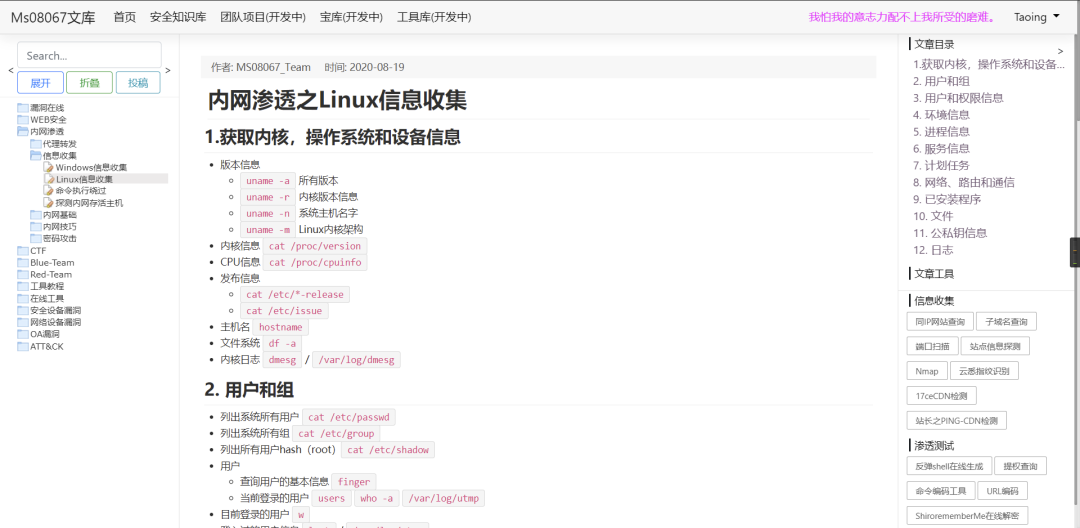 Ms08067文库 首页 安全知识库 团队项目(开发中) 宝库(开发中) 工具库(开发中) 我怕我的意志力配不上我所受的磨难。 Taoing
Search...
< >
展开 折叠 投稿
漏洞在线
WEB安全
内网渗透
代理转发
信息收集
Windows信息收集
Linux信息收集
命令执行绕过
探测内网存活主机
内网基础
内网技巧
密码攻击
CTF
Blue-Team
Red-Team
工具教程
在线工具
安全设备漏洞
网络设备漏洞
OA漏洞
ATT&CK
作者: MS08067_Team 时间: 2020-08-19
内网渗透之Linux信息收集
1.获取内核，操作系统和设备信息
版本信息
uname -a 所有版本
uname -r 内核版本信息
uname -n 系统主机名字
uname -m Linux内核架构
内核信息 cat /proc/version
CPU信息 cat /proc/cpuinfo
发布信息
cat /etc/*-release
cat /etc/issue
主机名 hostname
文件系统 df -a
内核日志 dmesg / /var/log/dmesg
2. 用户和组
列出系统所有用户 cat /etc/passwd
列出系统所有组 cat /etc/group
列出所有用户hash（root） cat /etc/shadow
用户
查询用户的基本信息 finger
当前登录的用户 users who -a /var/log/utmp
目前登录的用户 w
文章目录
>
1.获取内核，操作系统和设备...
2. 用户和组
3. 用户和权限信息
4. 环境信息
5. 进程信息
6. 服务信息
7. 计划任务
8. 网络、路由和通信
9. 已安装程序
10. 文件
11. 公私钥信息
12. 日志
文章工具
信息收集
同IP网站查询 子域名查询
端口扫描 站点信息探测
Nmap 云悉指纹识别
17ceCDN检测
站长之PING-CDN检测
渗透测试
反弹shell在线生成 提权查询
命令编码工具 URL编码
ShirorememberMe在线解密